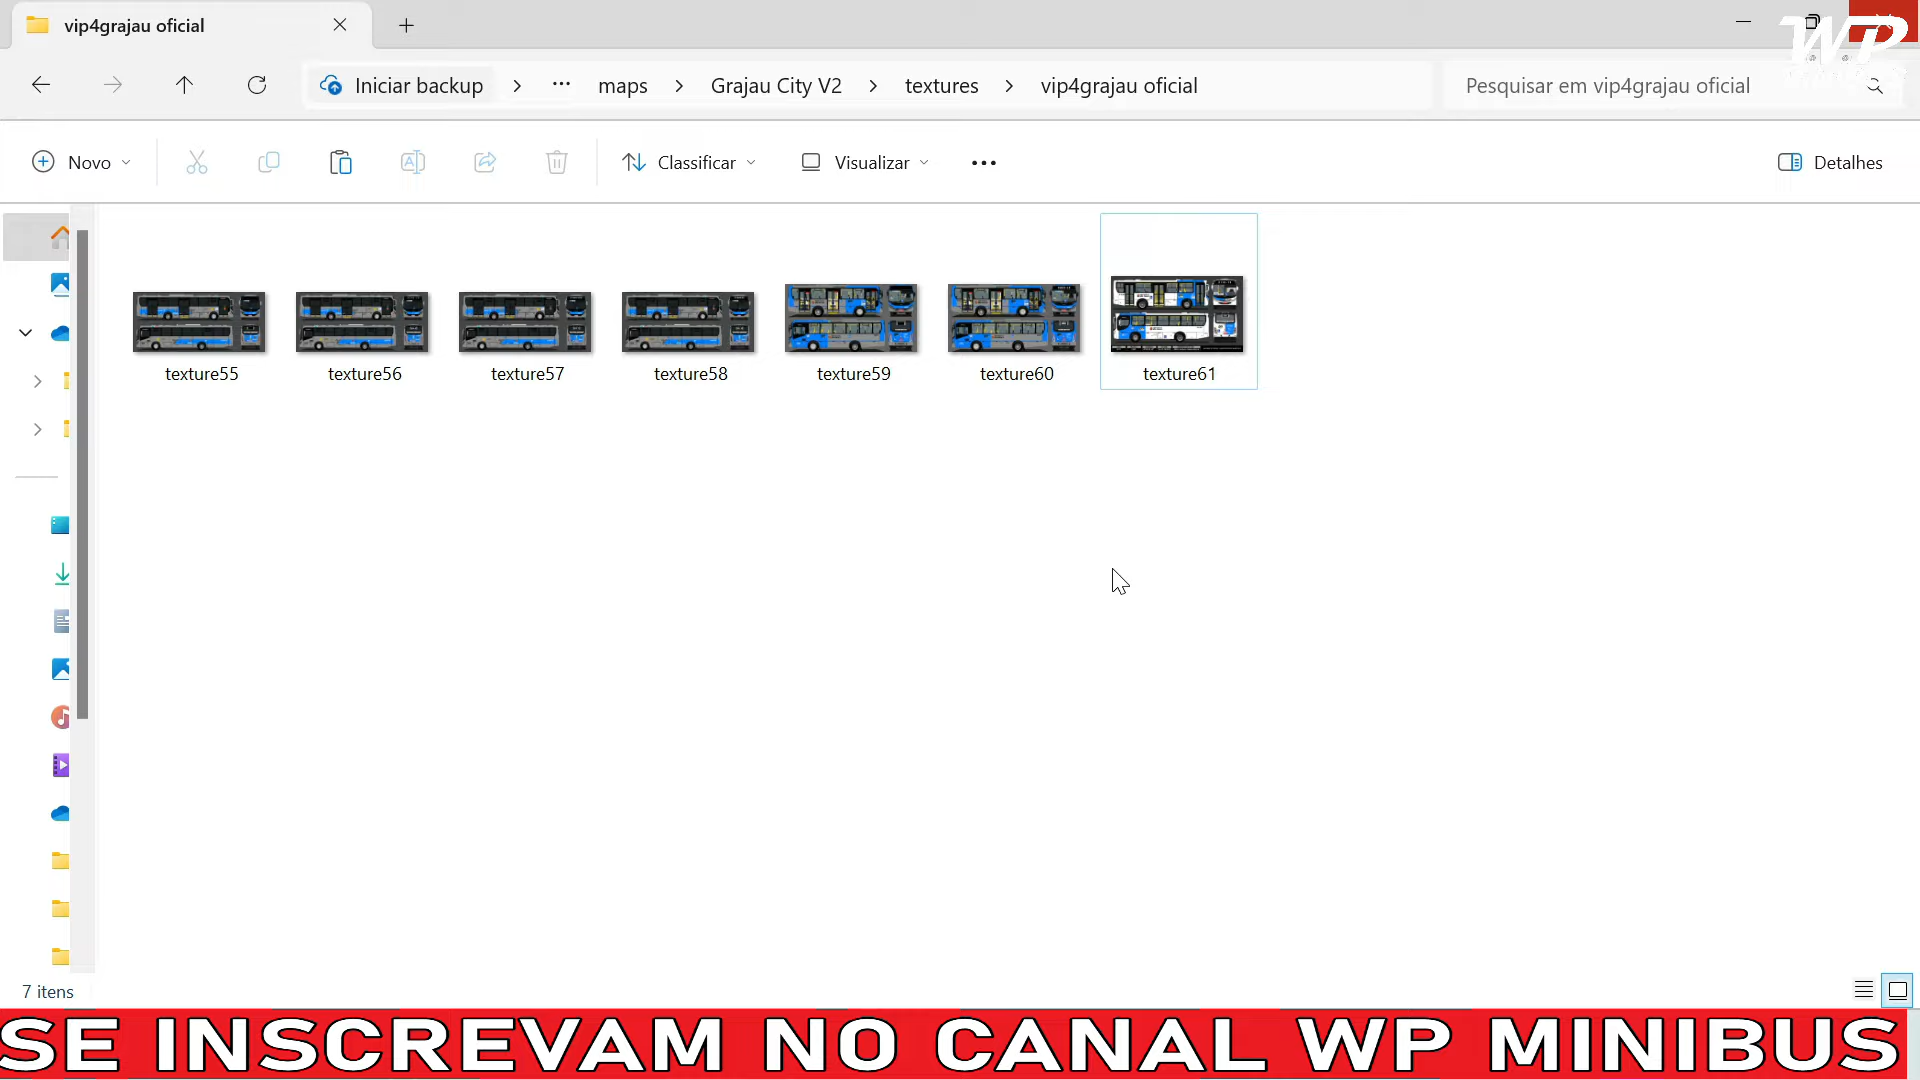 vip4grajau oficial
Iniciar backup > ... maps > Grajau City V2 > textures > vip4grajau oficial
Pesquisar em vip4grajau oficial
WP
Novo
Classificar
Visualizar
Detalhes
texture55
texture56
texture57
texture58
texture59
texture60
texture61
7 itens
SE INSCREVAM NO CANAL WP MINIBUS